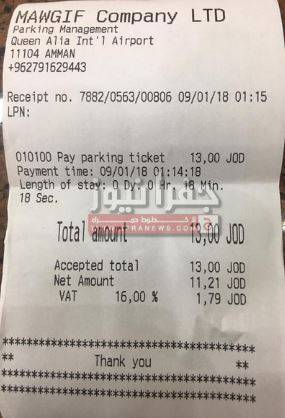 MAWGIF Company LTD
Parking Management
Queen Alia Int'l Airport
11104 AMMAN
+962791629443
Receipt no. 7882/0563/00806 09/01/18 01:15
LPN:
010100 Pay parking ticket 13,00 JOD
Payment time: 09/01/18 01:14:18
Length of stay: 0 Dy. 0 Hr. 18 Min.
18 Sec.
جفرا نيوز
Total amount 13,00 JOD
Accepted total 13,00 JOD
Net Amount 11,21 JOD
VAT 16,00 % 1,79 JOD
**********************************
** Thank you **
**********************************
**********************************